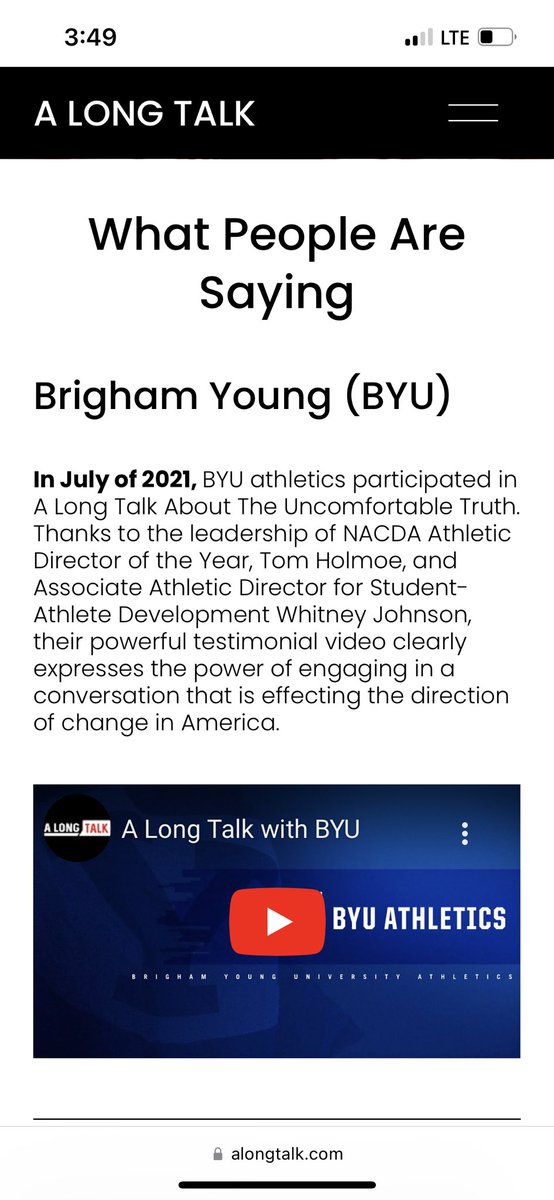 3:49
LTE
A LONG TALK
What People Are
Saying
Brigham Young (BYU)
In July of 2021, BYU athletics participated in
A Long Talk About The Uncomfortable Truth.
Thanks to the leadership of NACDA Athletic
Director of the Year, Tom Holmoe, and
Associate Athletic Director for Student-
Athlete Development Whitney Johnson,
their powerful testimonial video clearly
expresses the power of engaging in a
conversation that is effecting the direction
of change in America.
A LONG TALK
A Long Talk with BYU
BYU ATHLETICS
BRIGHAM YOUNG UNIVERSITY ATHLETICS
alongtalk.com